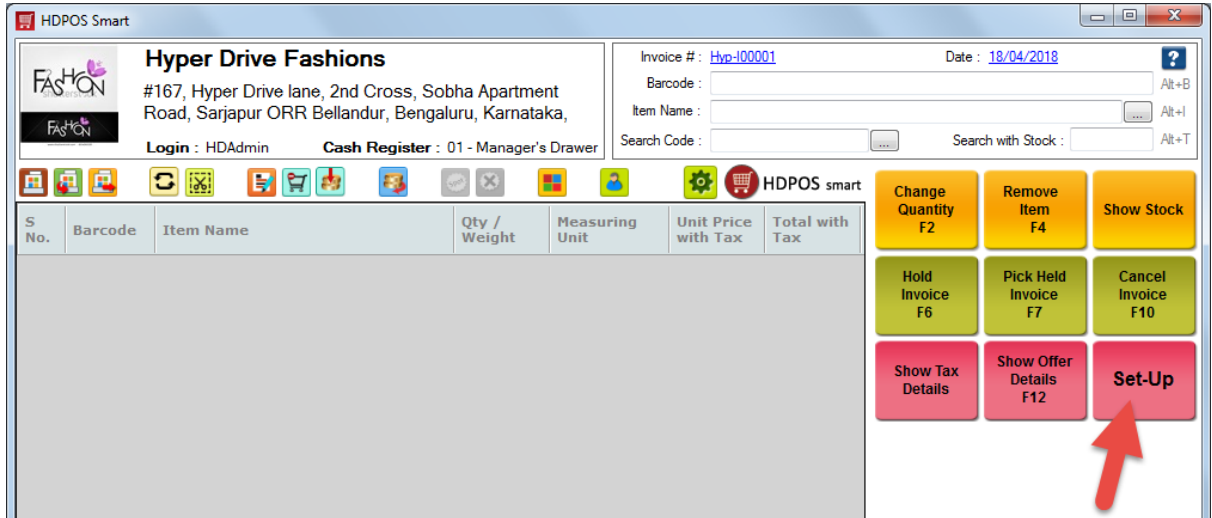 HDPOS Smart
FASHION
FASHION
Hyper Drive Fashions
#167, Hyper Drive lane, 2nd Cross, Sobha Apartment
Road, Sarjapur ORR Bellandur, Bengaluru, Karnataka,
Login : HDAdmin Cash Register : 01 - Manager's Drawer
Invoice # : Hyp-I00001 Date : 18/04/2018 ?
Barcode : Alt+B
Item Name : ... Alt+I
Search Code : ... Search with Stock : Alt+T
HDPOS smart
S No. Barcode Item Name Qty / Weight Measuring Unit Unit Price with Tax Total with Tax
Change
Quantity
F2
Remove
Item
F4
Show Stock
Hold
Invoice
F6
Pick Held
Invoice
F7
Cancel
Invoice
F10
Show Tax
Details
Show Offer
Details
F12
Set-Up